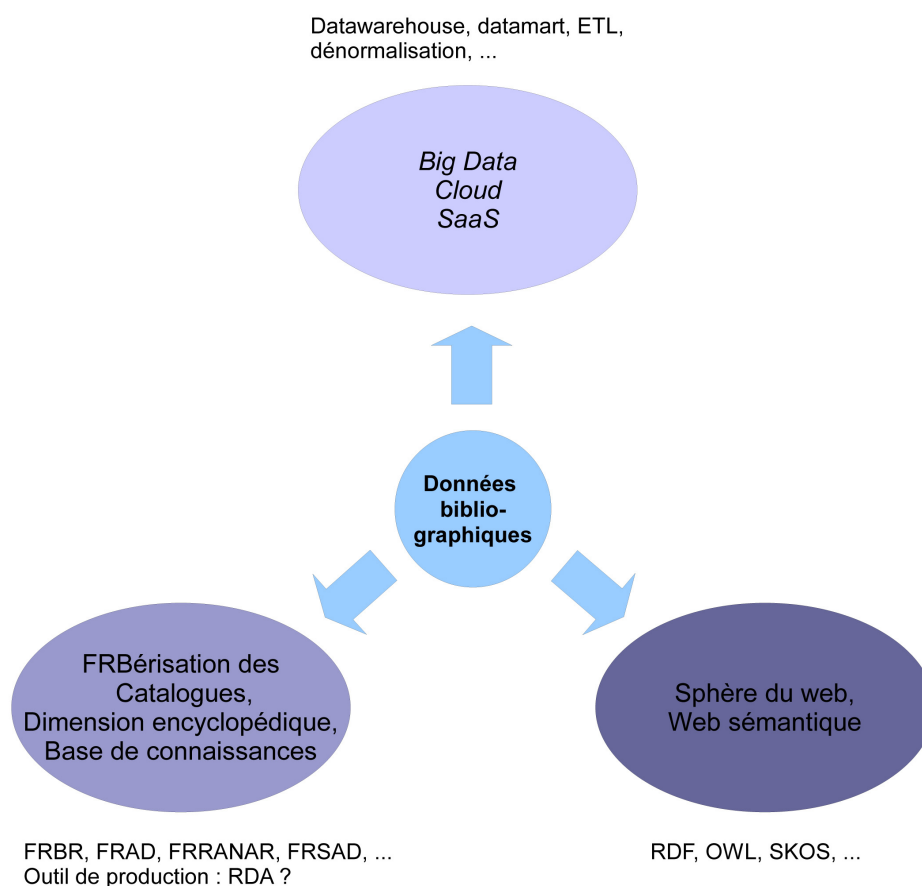 Datawarehouse, datamart, ETL,
dénormalisation, ...
Big Data
Cloud
SaaS
Données
biblio-
graphiques
FRBérisation des
Catalogues,
Dimension encyclopédique,
Base de connaissances
Sphère du web,
Web sémantique
FRBR, FRAD, FRRANAR, FRSAD, ...
Outil de production : RDA ?
RDF, OWL, SKOS, ...